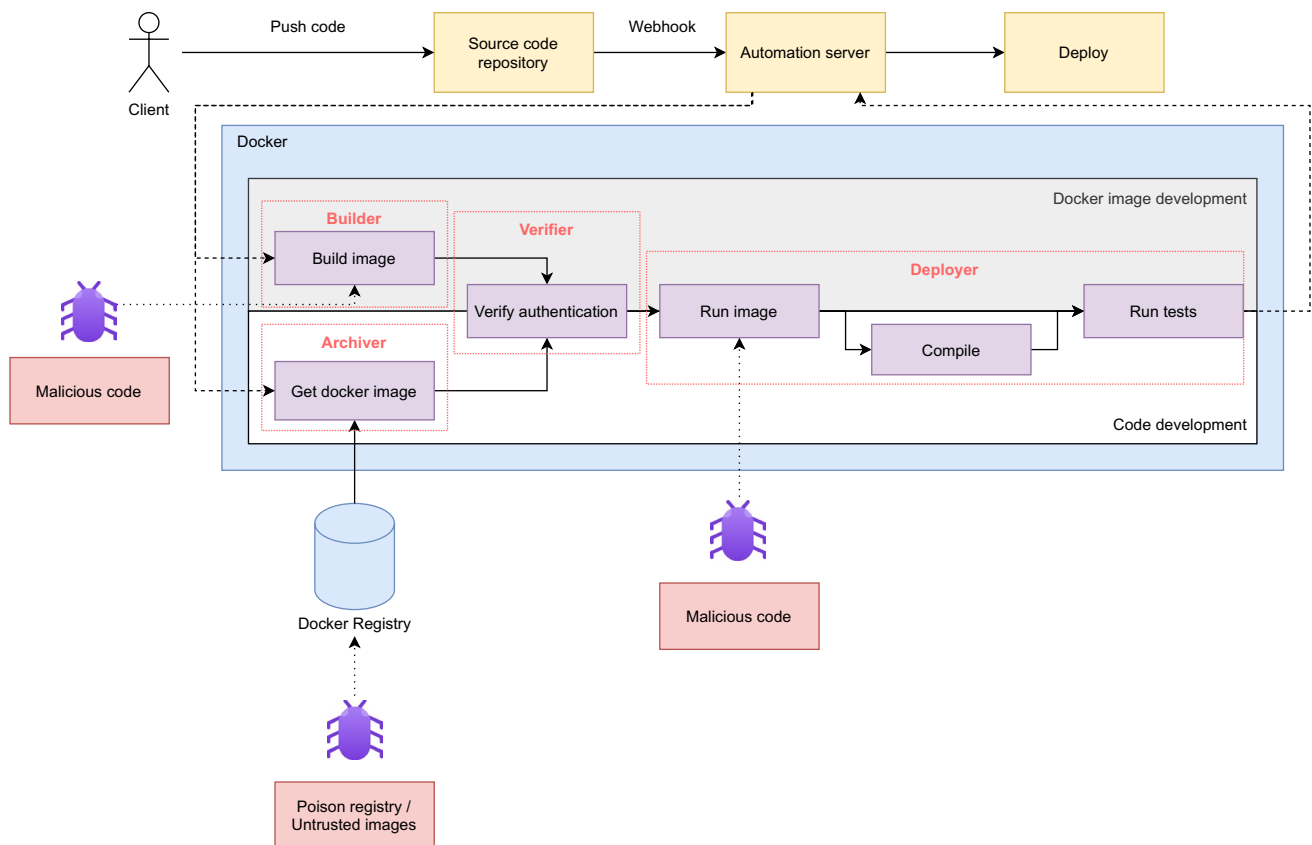 Push code
Webhook
Source code
repository
Automation server
Deploy
Client
Docker
Docker image development
Builder
Verifier
Build image
Deployer
Verify authentication
Run image
Run tests
Archiver
Compile
Get docker image
Malicious code
Code development
Docker Registry
Malicious code
Poison registry /
Untrusted images